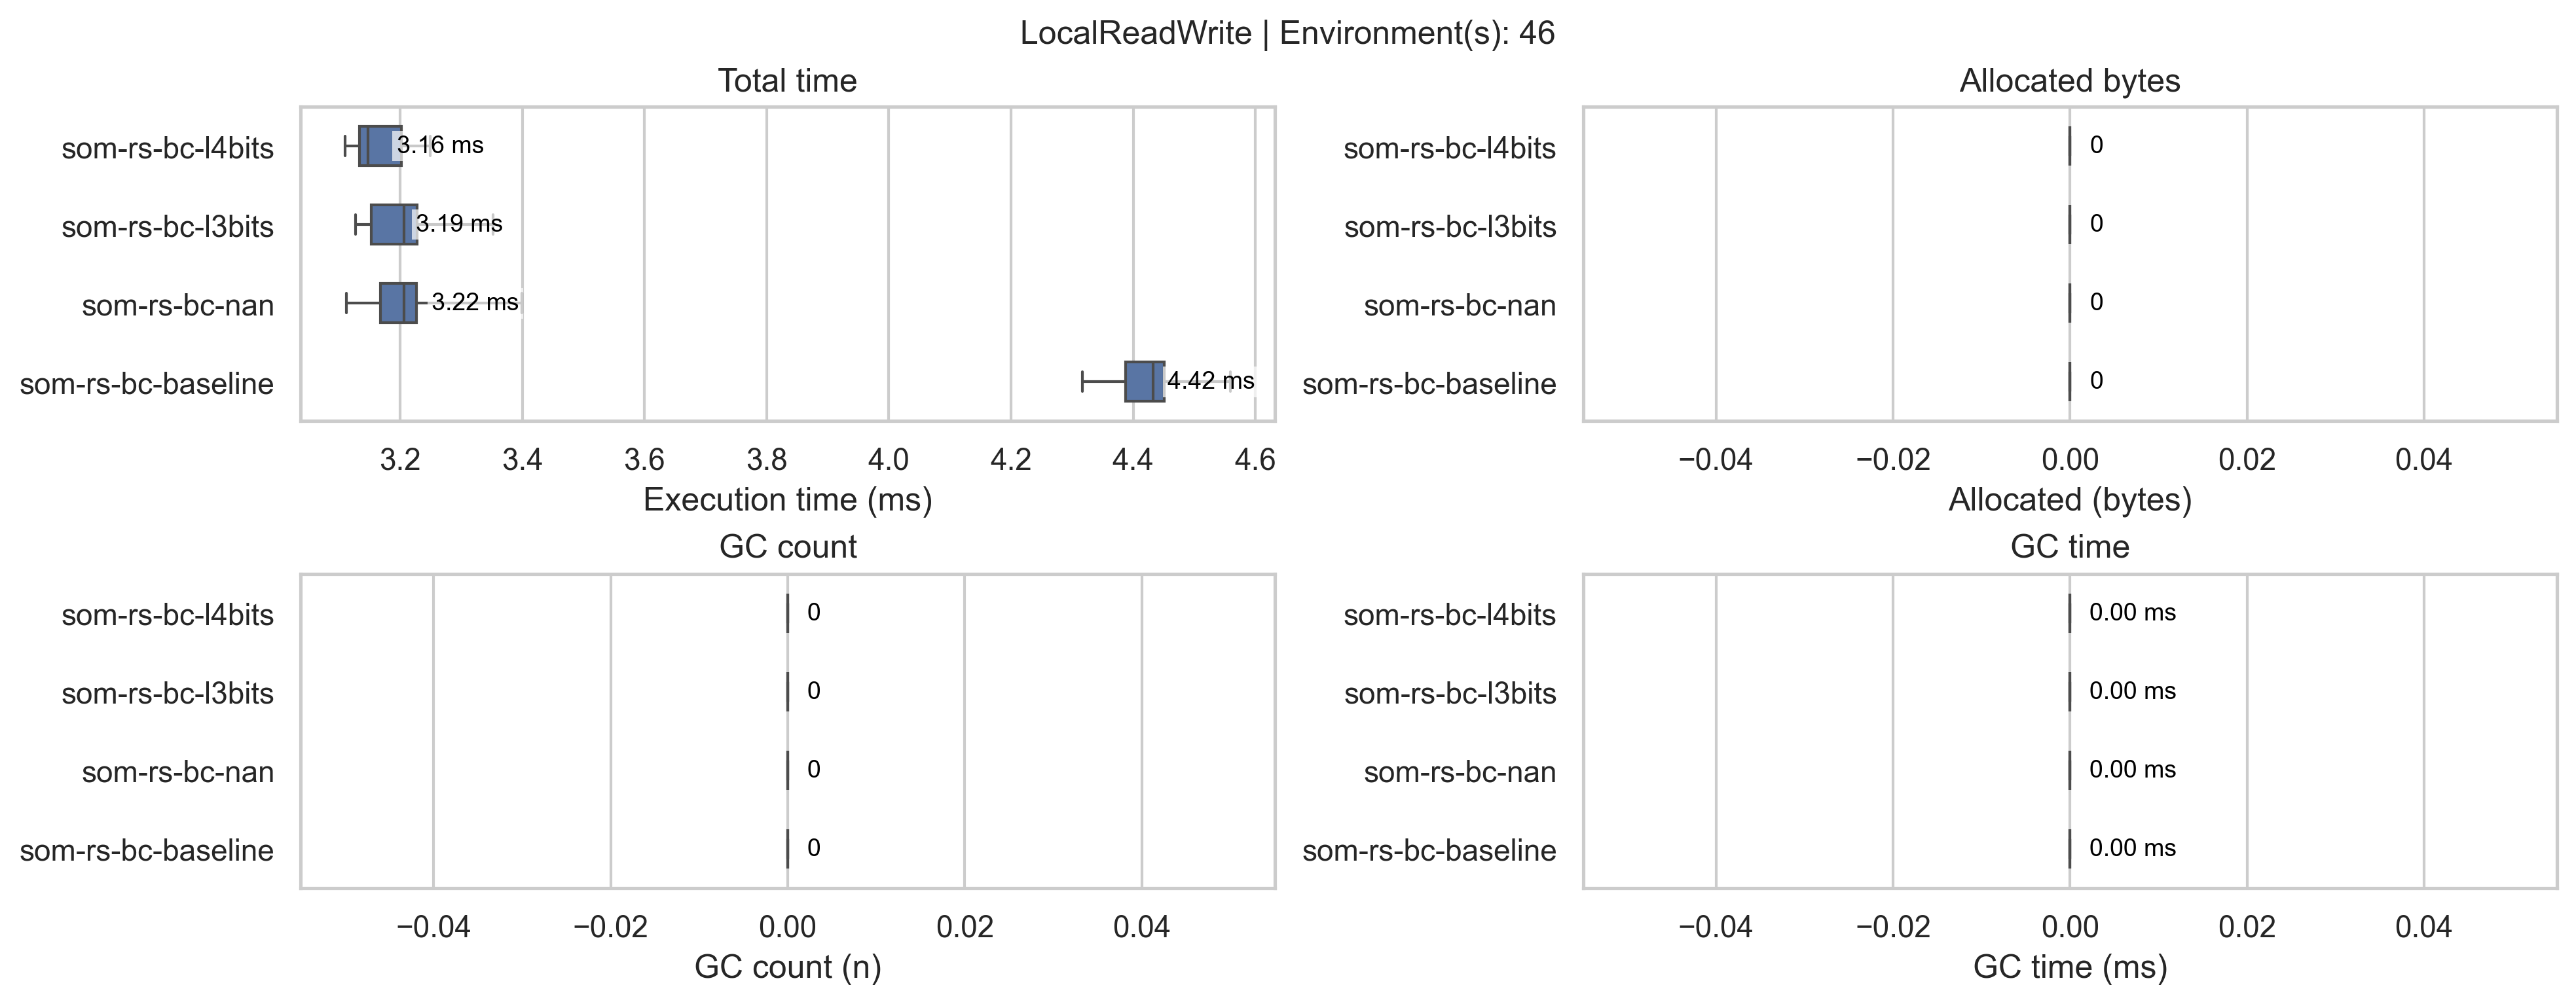 LocalReadWrite | Environment(s): 46
Total time
som-rs-bc-l4bits
3.16 ms
som-rs-bc-l3bits
3.19 ms
som-rs-bc-nan
3.22 ms
som-rs-bc-baseline
4.42 ms
3.2 3.4 3.6 3.8 4.0 4.2 4.4 4.6
Execution time (ms)
Allocated bytes
som-rs-bc-l4bits
0
som-rs-bc-l3bits
0
som-rs-bc-nan
0
som-rs-bc-baseline
0
−0.04 −0.02 0.00 0.02 0.04
Allocated (bytes)
GC count
som-rs-bc-l4bits
0
som-rs-bc-l3bits
0
som-rs-bc-nan
0
som-rs-bc-baseline
0
−0.04 −0.02 0.00 0.02 0.04
GC count (n)
GC time
som-rs-bc-l4bits
0.00 ms
som-rs-bc-l3bits
0.00 ms
som-rs-bc-nan
0.00 ms
som-rs-bc-baseline
0.00 ms
−0.04 −0.02 0.00 0.02 0.04
GC time (ms)